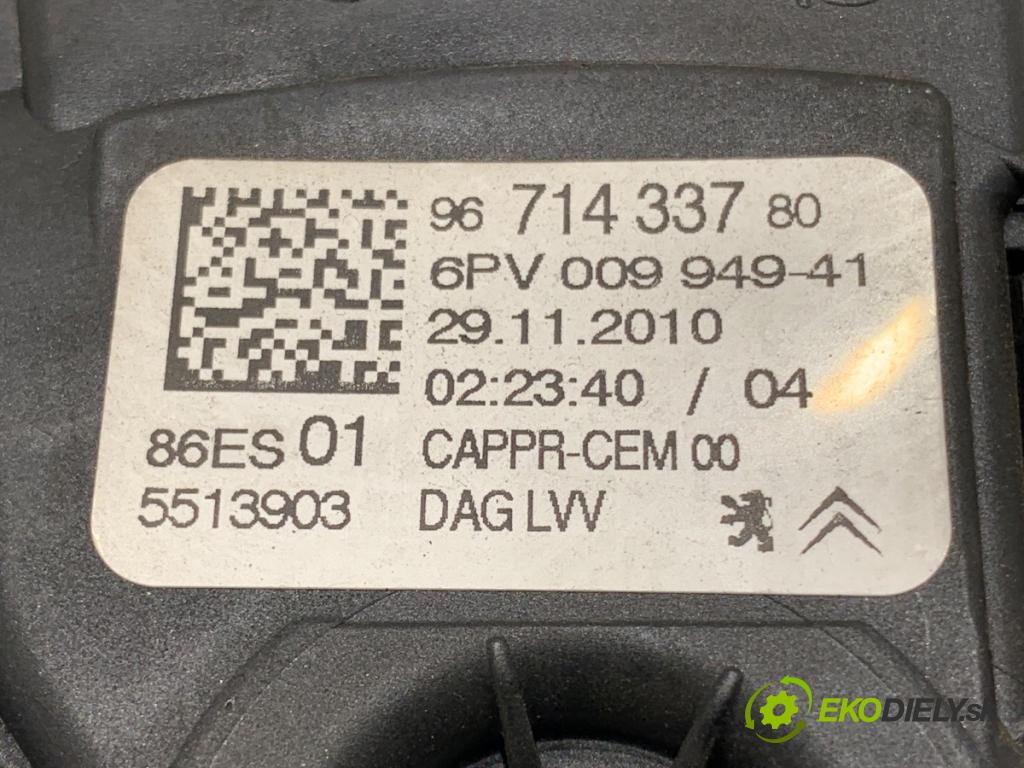 96 714 337 80
6PV 009 949-41
29.11.2010
02:23:40 / 04
86ES 01 CAPPR-CEM 00
5513903 DAG LVV
EKODIELY.sk